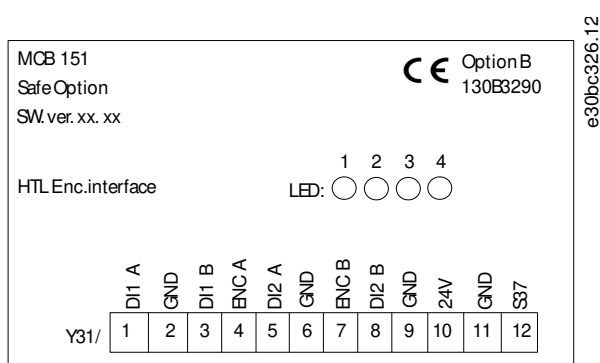 e30bc326.12
MCB 151
Safe Option
SW. ver. xx. xx
CE Option B
130B3290
1 2 3 4
HTL Enc.interface LED:
DI1 A GND DI1 B ENC A DI2 A GND ENC B DI2 B GND 24V GND S37
Y31/ 1 2 3 4 5 6 7 8 9 10 11 12